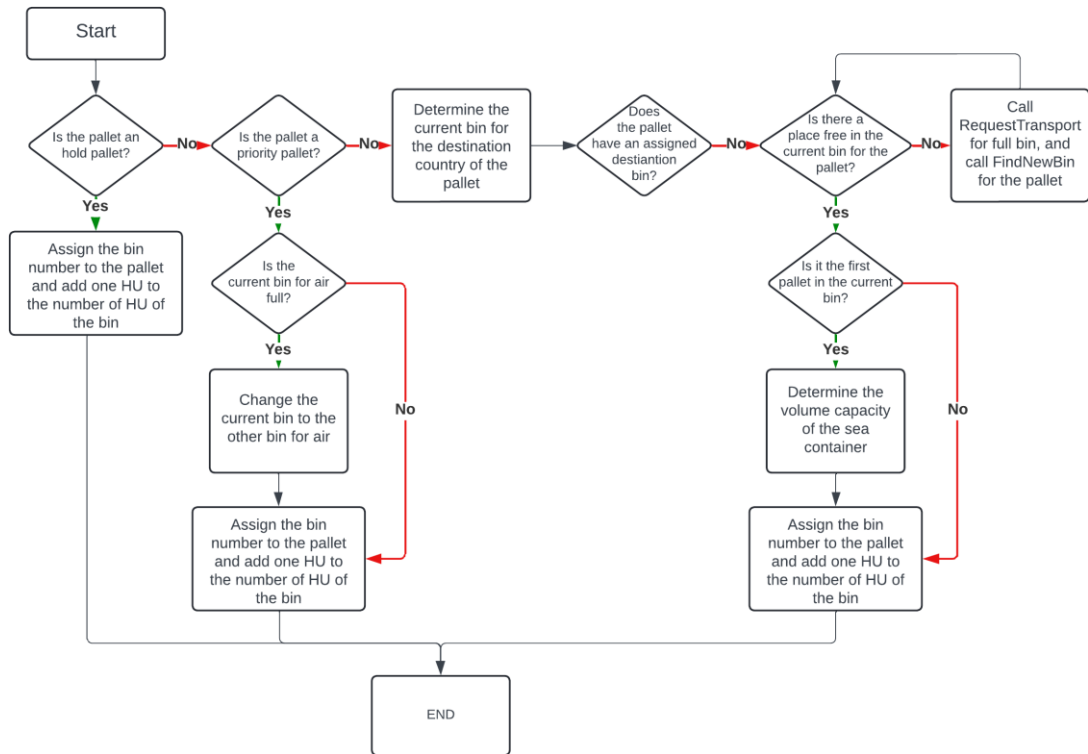 Start
Is the pallet an
hold pallet?
No
Is the pallet a
priority pallet?
No
Determine the
current bin for
the destination
country of the
pallet
Does
the pallet
have an assigned
destiantion
bin?
No
Is there a
place free in the
current bin for the
pallet?
No
Call
RequestTransport
for full bin, and
call FindNewBin
for the pallet
Yes
Assign the bin
number to the pallet
and add one HU to
the number of HU of
the bin
Yes
Is the
current bin for air
full?
Yes
No
Change the
current bin to the
other bin for air
Assign the bin
number to the pallet
and add one HU to
the number of HU of
the bin
Yes
Is it the first
pallet in the current
bin?
Yes
No
Determine the
volume capacity
of the sea
container
Assign the bin
number to the pallet
and add one HU to
the number of HU of
the bin
END